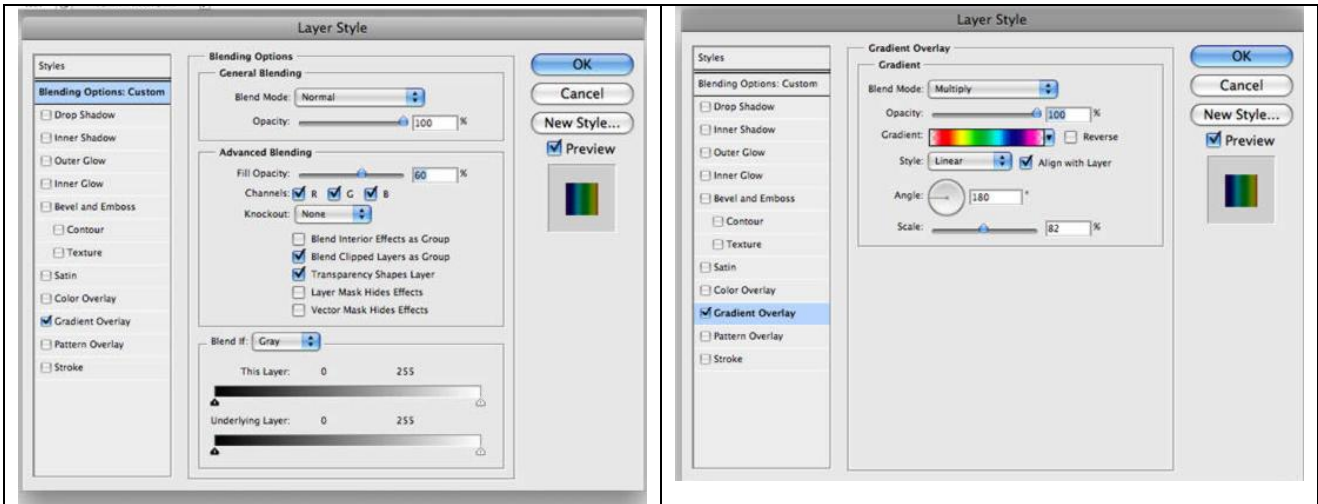 Layer Style
Styles
Blending Options: Custom
Drop Shadow
Inner Shadow
Outer Glow
Inner Glow
Bevel and Emboss
Contour
Texture
Satin
Color Overlay
Gradient Overlay
Pattern Overlay
Stroke
Blending Options
General Blending
Blend Mode: Normal
Opacity: 100 %
Advanced Blending
Fill Opacity: 60 %
Channels: R G B
Knockout: None
Blend Interior Effects as Group
Blend Clipped Layers as Group
Transparency Shapes Layer
Layer Mask Hides Effects
Vector Mask Hides Effects
Blend If: Gray
This Layer: 0 255
Underlying Layer: 0 255
OK
Cancel
New Style...
Preview
Layer Style
Styles
Blending Options: Custom
Drop Shadow
Inner Shadow
Outer Glow
Inner Glow
Bevel and Emboss
Contour
Texture
Satin
Color Overlay
Gradient Overlay
Pattern Overlay
Stroke
Gradient Overlay
Gradient
Blend Mode: Multiply
Opacity: 100 %
Gradient: Reverse
Style: Linear Align with Layer
Angle: 180 °
Scale: 82 %
OK
Cancel
New Style...
Preview